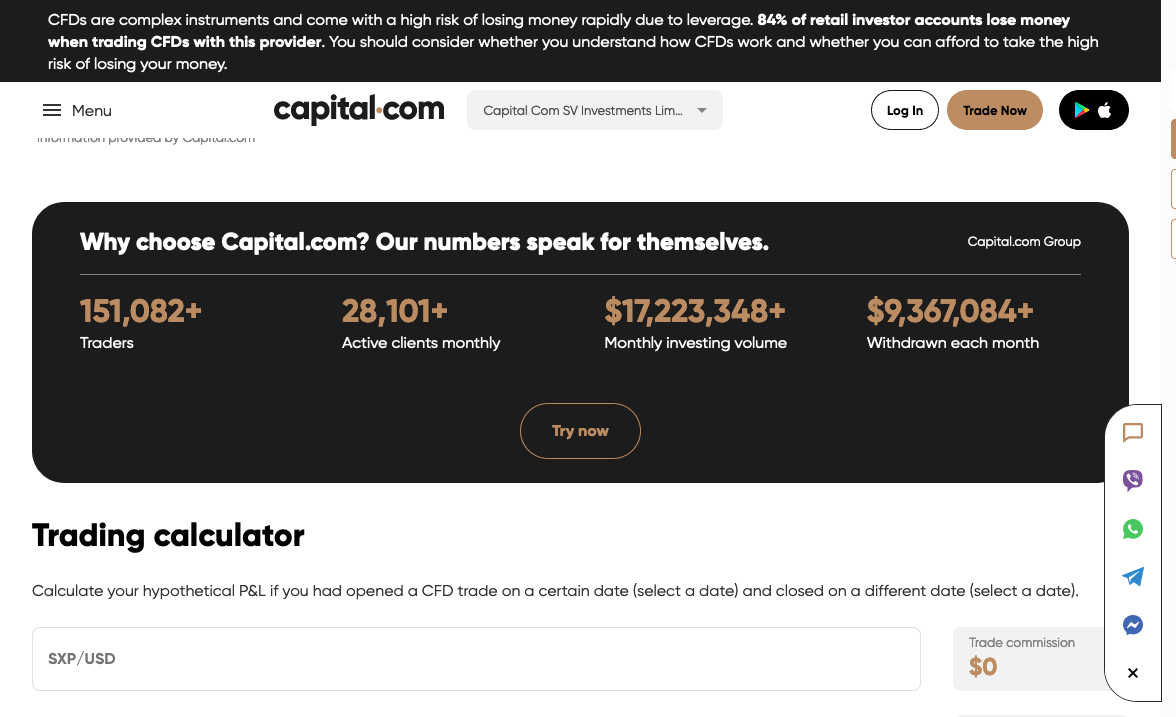 CFDs are complex instruments and come with a high risk of losing money rapidly due to leverage. 84% of retail investor accounts lose money
when trading CFDs with this provider. You should consider whether you understand how CFDs work and whether you can afford to take the high
risk of losing your money.
Menu
capital.com
Capital Com SV Investments Lim...
Log In
Trade Now
information provided by Capital.com
Why choose Capital.com? Our numbers speak for themselves.
Capital.com Group
151,082+
Traders
28,101+
Active clients monthly
$17,223,348+
Monthly investing volume
$9,367,084+
Withdrawn each month
Try now
Trading calculator
Calculate your hypothetical P&L if you had opened a CFD trade on a certain date (select a date) and closed on a different date (select a date).
SXP/USD
Trade commission
$0